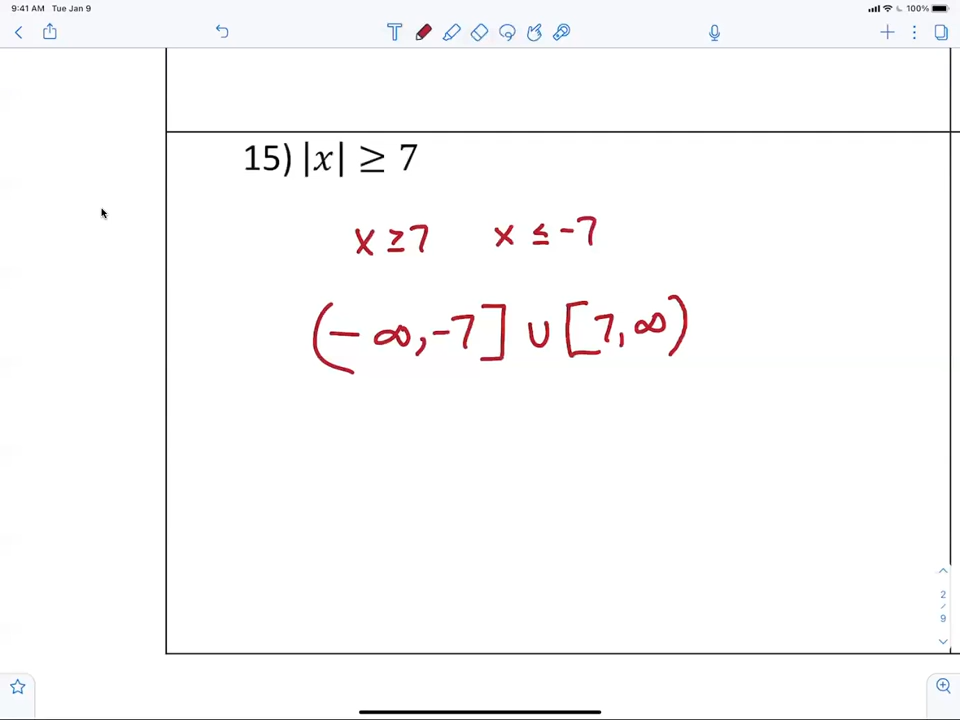 9:41 AM Tue Jan 9 100%
T
15) |x| ≥ 7
x ≥ 7 x ≤ -7
(-∞, -7] ∪ [7, ∞)
2
/
9